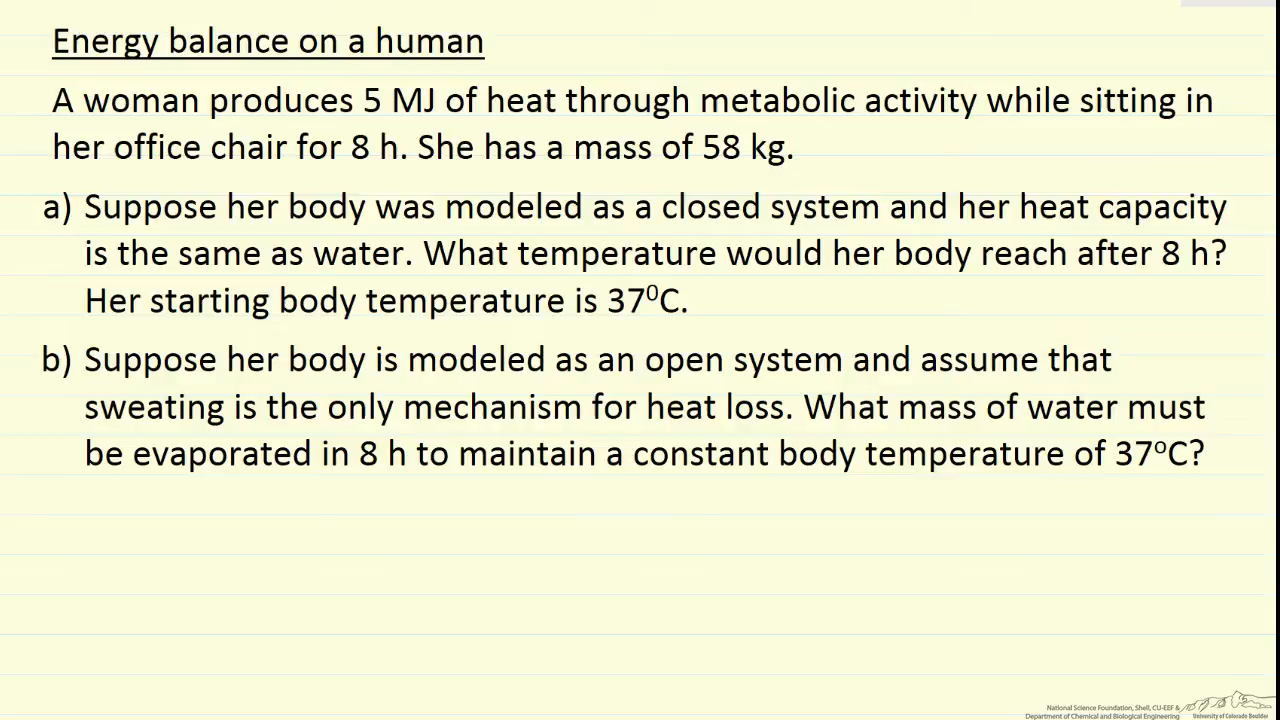 Energy balance on a human
A woman produces 5 MJ of heat through metabolic activity while sitting in
her office chair for 8 h. She has a mass of 58 kg.
a) Suppose her body was modeled as a closed system and her heat capacity
is the same as water. What temperature would her body reach after 8 h?
Her starting body temperature is 37⁰C.
b) Suppose her body is modeled as an open system and assume that
sweating is the only mechanism for heat loss. What mass of water must
be evaporated in 8 h to maintain a constant body temperature of 37ᵒC?
National Science Foundation, Shell, CU-EEF &
Department of Chemical and Biological Engineering University of Colorado Boulder